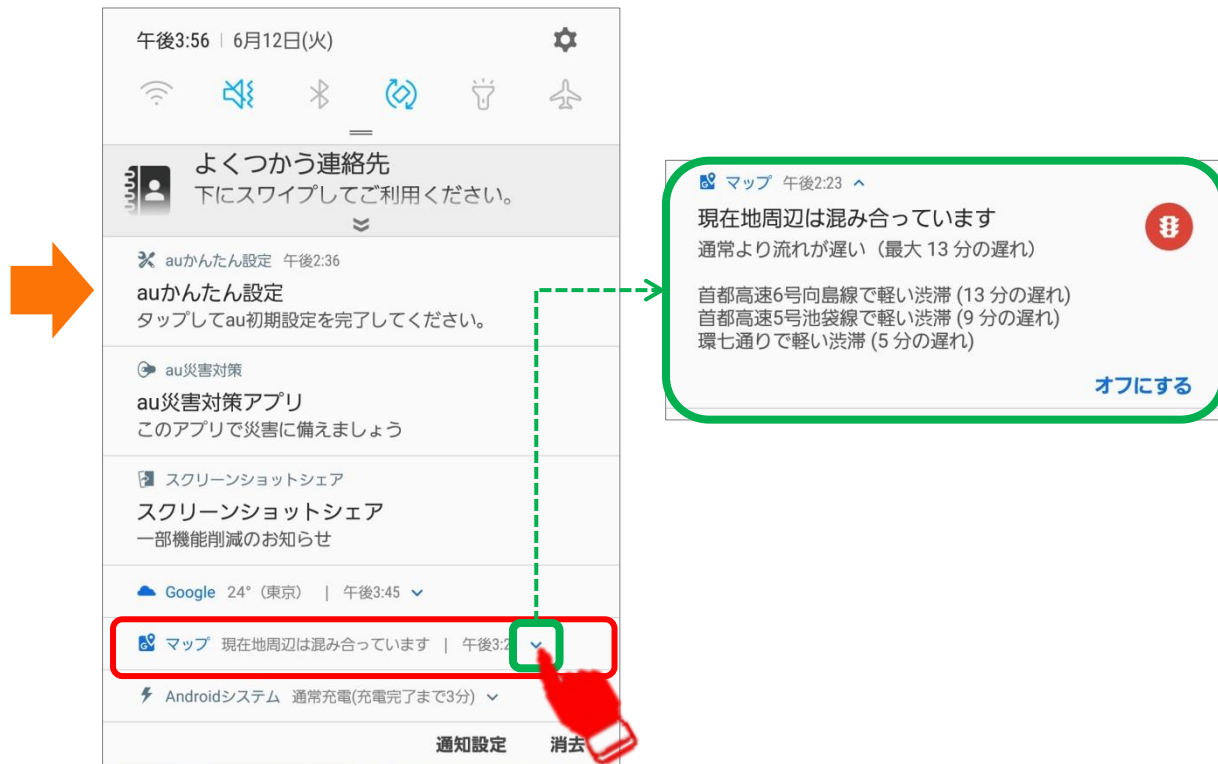 午後3:56 | 6月12日(火)
よくつかう連絡先
下にスワイプしてご利用ください。
auかんたん設定 午後2:36
auかんたん設定
タップしてau初期設定を完了してください。
au災害対策
au災害対策アプリ
このアプリで災害に備えましょう
スクリーンショットシェア
スクリーンショットシェア
一部機能削減のお知らせ
Google 24° (東京) | 午後3:45
マップ 現在地周辺は混み合っています | 午後3:2
Androidシステム 通常充電(充電完了まで3分)
通知設定 消去
マップ 午後2:23
現在地周辺は混み合っています
通常より流れが遅い（最大 13 分の遅れ）
首都高速6号向島線で軽い渋滞 (13 分の遅れ)
首都高速5号池袋線で軽い渋滞 (9 分の遅れ)
環七通りで軽い渋滞 (5 分の遅れ)
オフにする